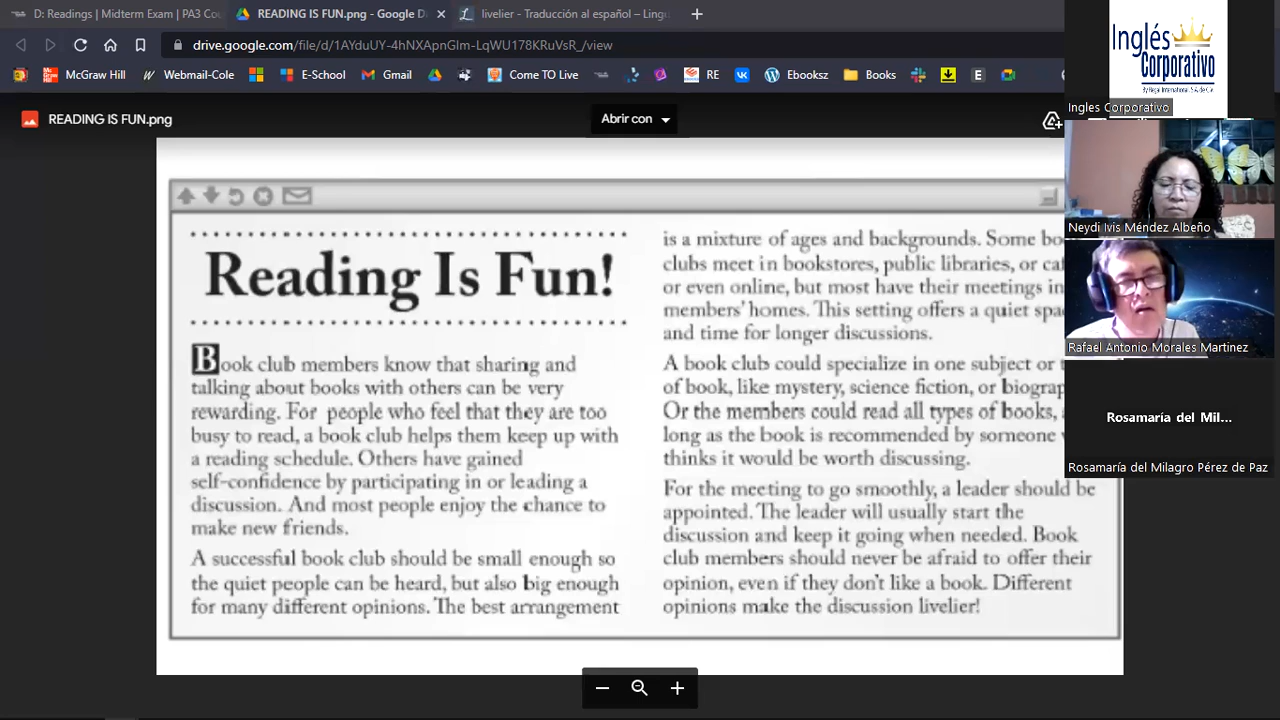 D: Readings | Midterm Exam | PA3 Cou
READING IS FUN.png - Google D
livelier - Traducción al español – Ling
drive.google.com/file/d/1AYduUY-4hNXApnGlm-LqWU178KRuVsR_/view
McGraw Hill
Webmail-Cole
E-School
Gmail
Come TO Live
RE
Ebooksz
Books
READING IS FUN.png
Abrir con
Reading Is Fun!
Book club members know that sharing and
talking about books with others can be very
rewarding. For people who feel that they are too
busy to read, a book club helps them keep up with
a reading schedule. Others have gained
self-confidence by participating in or leading a
discussion. And most people enjoy the chance to
make new friends.
A successful book club should be small enough so
the quiet people can be heard, but also big enough
for many different opinions. The best arrangement
is a mixture of ages and backgrounds. Some bo
clubs meet in bookstores, public libraries, or caf
or even online, but most have their meetings in
members' homes. This setting offers a quiet spa
and time for longer discussions.
A book club could specialize in one subject or t
of book, like mystery, science fiction, or biograp
Or the members could read all types of books, a
long as the book is recommended by someone w
thinks it would be worth discussing.
For the meeting to go smoothly, a leader should be
appointed. The leader will usually start the
discussion and keep it going when needed. Book
club members should never be afraid to offer their
opinion, even if they don't like a book. Different
opinions make the discussion livelier!
Inglés
Corporativo
By Regal International, S.A. de C.V.
Ingles Corporativo
Neydi Ivis Méndez Albeño
Rafael Antonio Morales Martinez
Rosamaría del Mil...
Rosamaría del Milagro Pérez de Paz